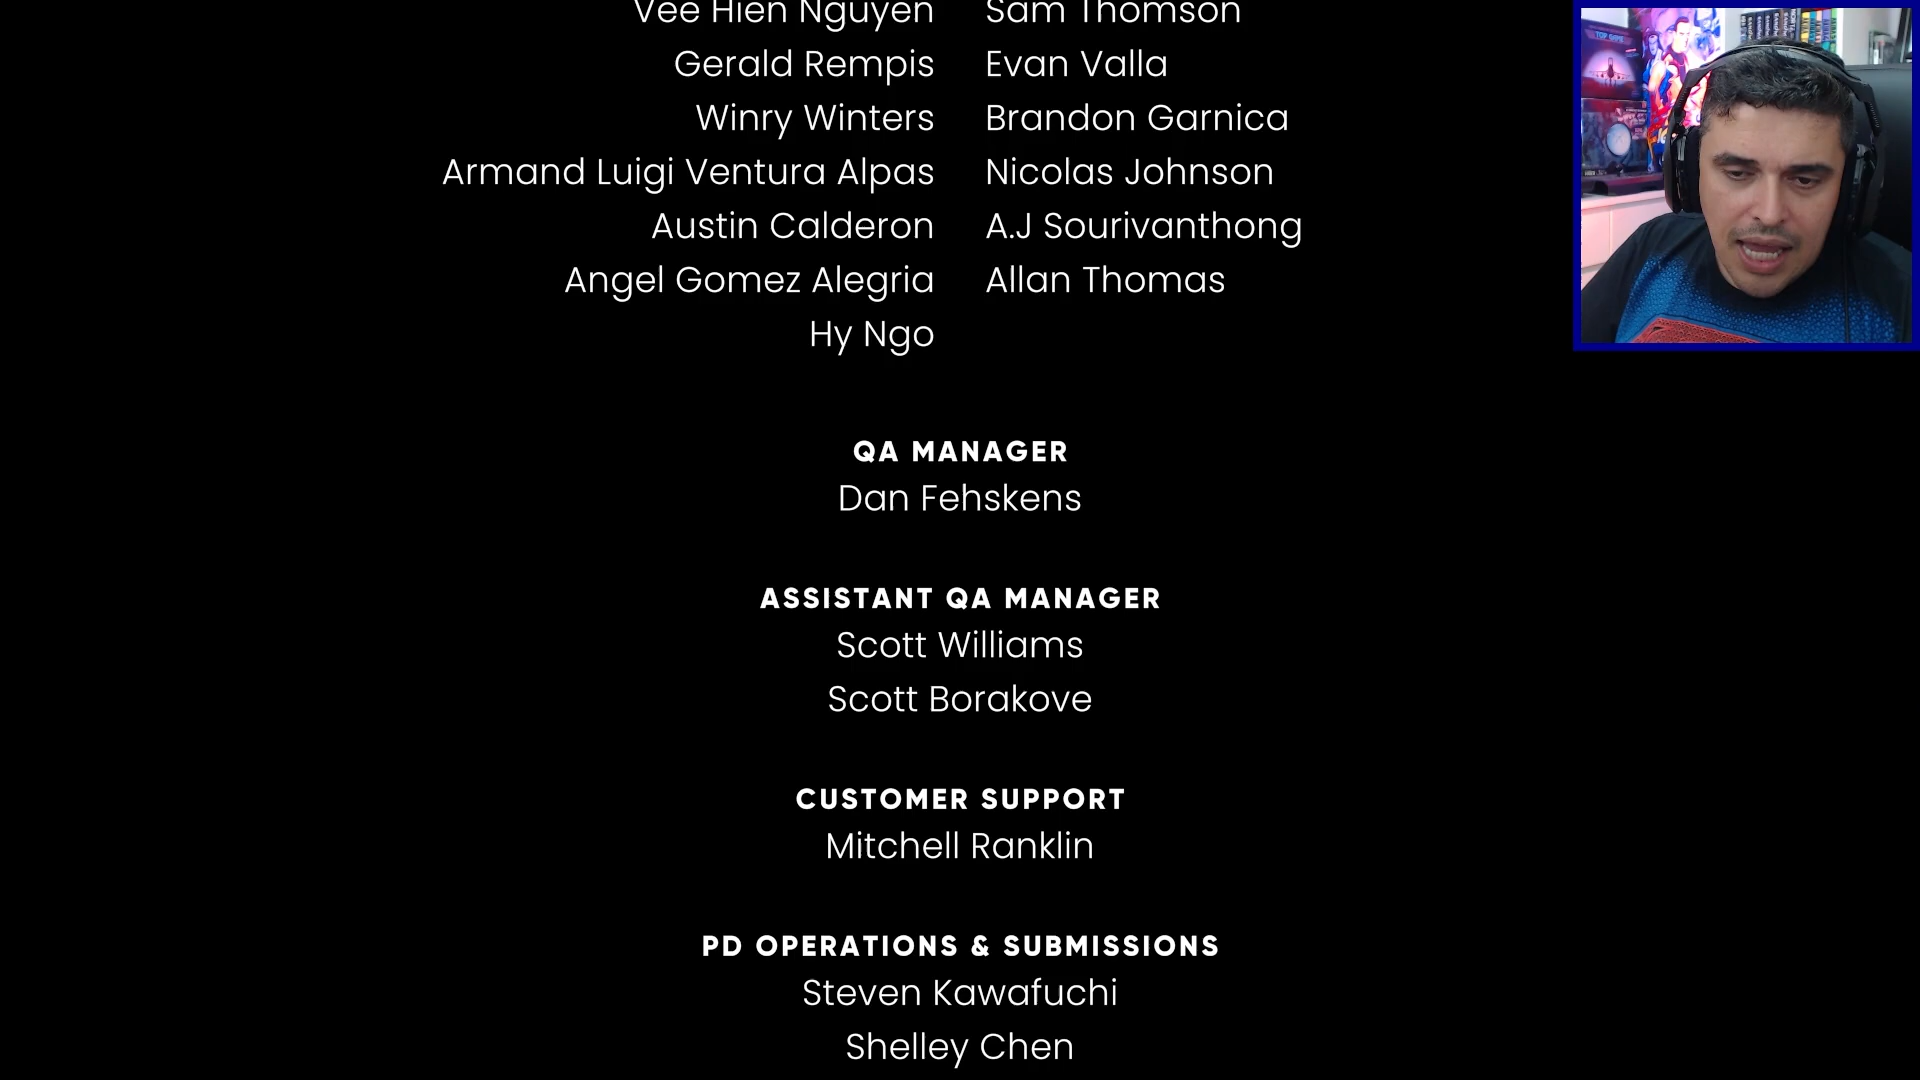 Vee Hien Nguyen Sam Thomson
Gerald Rempis Evan Valla
Winry Winters Brandon Garnica
Armand Luigi Ventura Alpas Nicolas Johnson
Austin Calderon A.J Sourivanthong
Angel Gomez Alegria Allan Thomas
Hy Ngo
QA MANAGER
Dan Fehskens
ASSISTANT QA MANAGER
Scott Williams
Scott Borakove
CUSTOMER SUPPORT
Mitchell Ranklin
PD OPERATIONS & SUBMISSIONS
Steven Kawafuchi
Shelley Chen